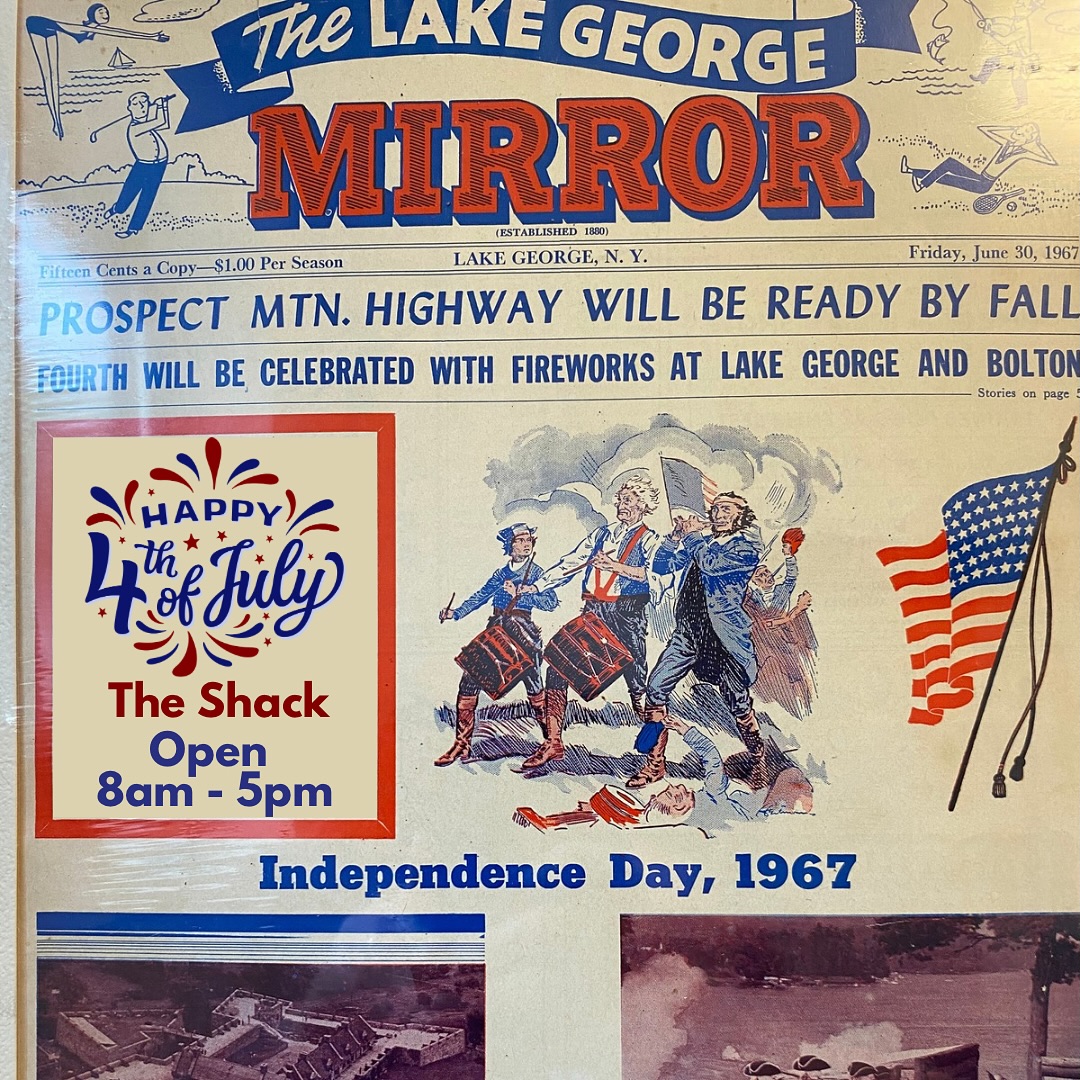 The LAKE GEORGE
MIRROR
(ESTABLISHED 1880)
Fifteen Cents a Copy—$1.00 Per Season
LAKE GEORGE, N. Y.
Friday, June 30, 1967
PROSPECT MTN. HIGHWAY WILL BE READY BY FALL
FOURTH WILL BE CELEBRATED WITH FIREWORKS AT LAKE GEORGE AND BOLTON
Stories on page 5
HAPPY
4th
of July
The Shack
Open
8am - 5pm
Independence Day, 1967